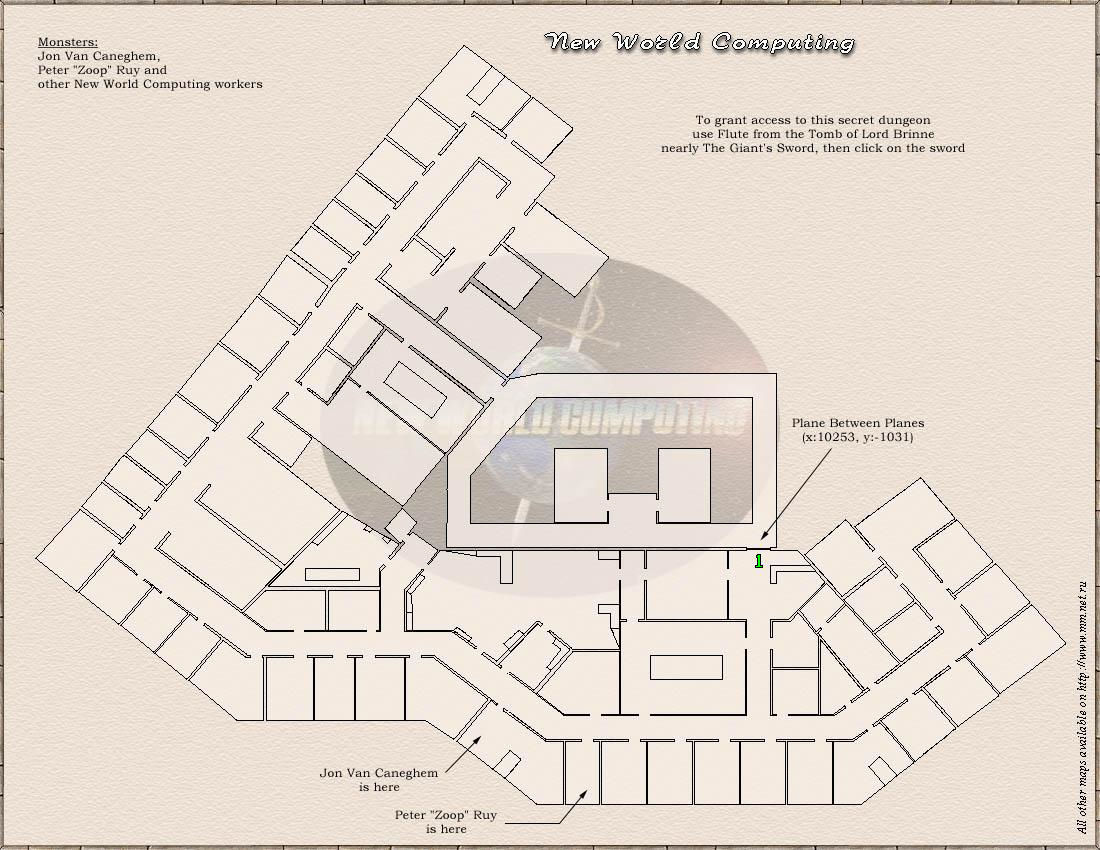 Monsters:
Jon Van Caneghem,
Peter "Zoop" Ruy and
other New World Computing workers
New World Computing
To grant access to this secret dungeon
use Flute from the Tomb of Lord Brinne
nearly The Giant's Sword, then click on the sword
NEW WORLD COMPUTING
Plane Between Planes
(x:10253, y:-1031)
1
Jon Van Caneghem
is here
Peter "Zoop" Ruy
is here
All other maps available on http://www.mm.net.ru